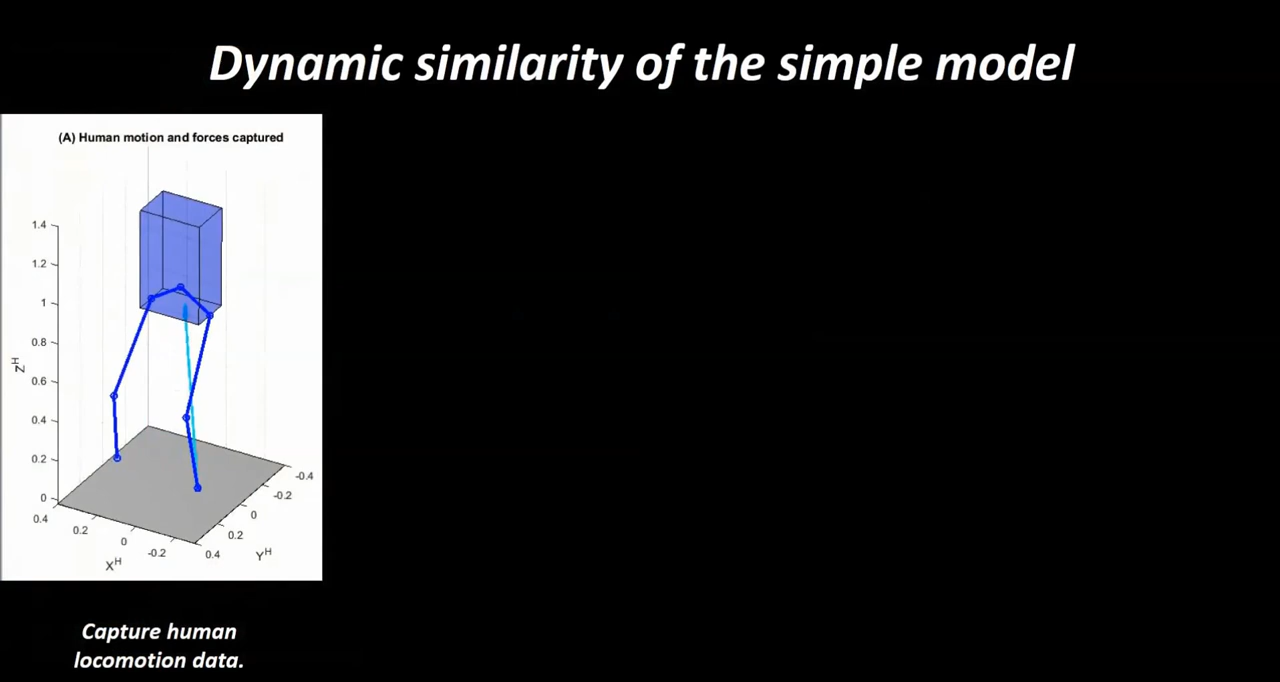 Dynamic similarity of the simple model
(A) Human motion and forces captured
1.4
1.2
1
0.8
0.6
0.4
0.2
0
Z^H
0.4
0.2
0
-0.2
X^H
0.4
0.2
0
-0.2
-0.4
Y^H
Capture human
locomotion data.